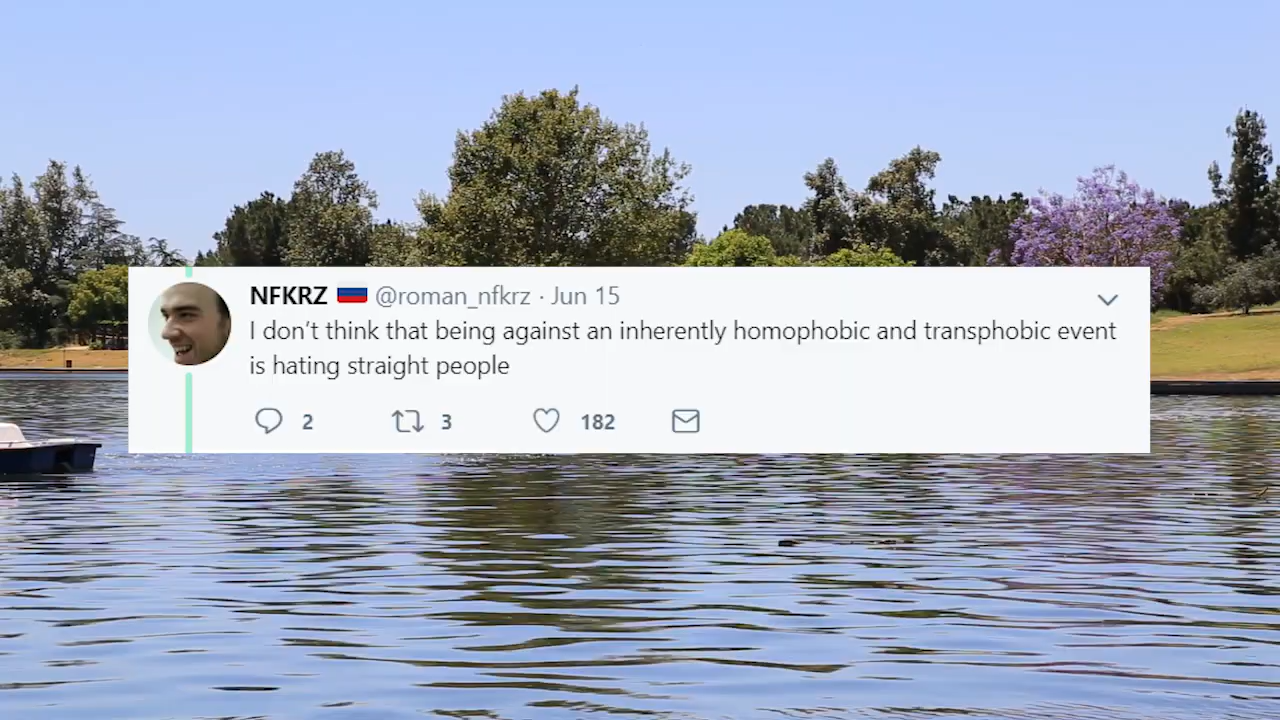 NFKRZ @roman_nfkrz · Jun 15
I don't think that being against an inherently homophobic and transphobic event
is hating straight people
2 3 182